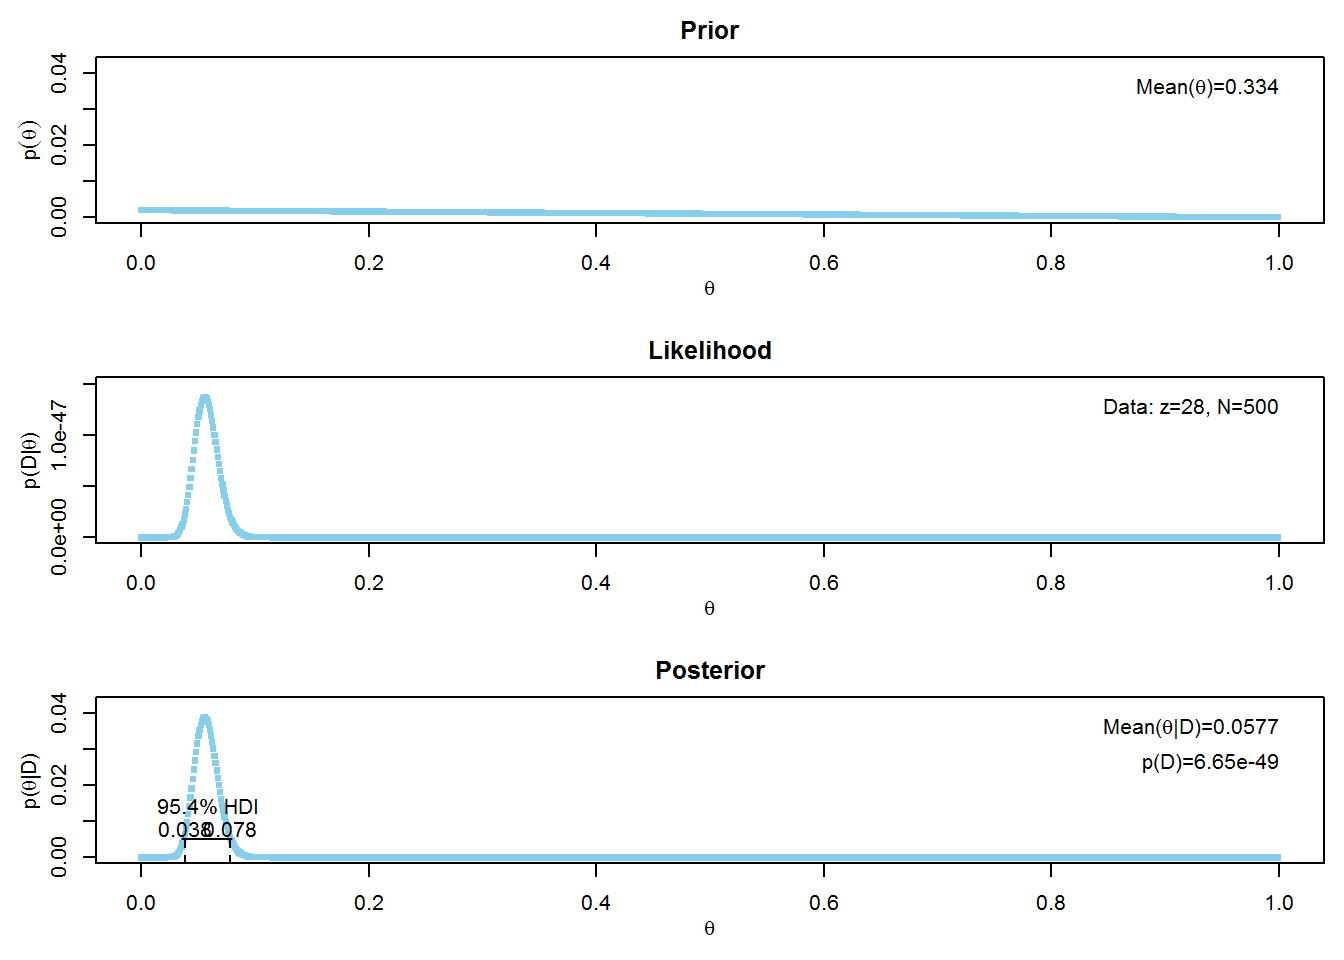 Prior
Mean(θ)=0.334
p(θ)
0.00 0.02 0.04
0.0 0.2 0.4 0.6 0.8 1.0
θ
Likelihood
Data: z=28, N=500
p(D|θ)
0.0e+00 1.0e-47
0.0 0.2 0.4 0.6 0.8 1.0
θ
Posterior
Mean(θ|D)=0.0577
p(D)=6.65e-49
p(θ|D)
0.00 0.02 0.04
95.4% HDI
0.038 0.078
0.0 0.2 0.4 0.6 0.8 1.0
θ